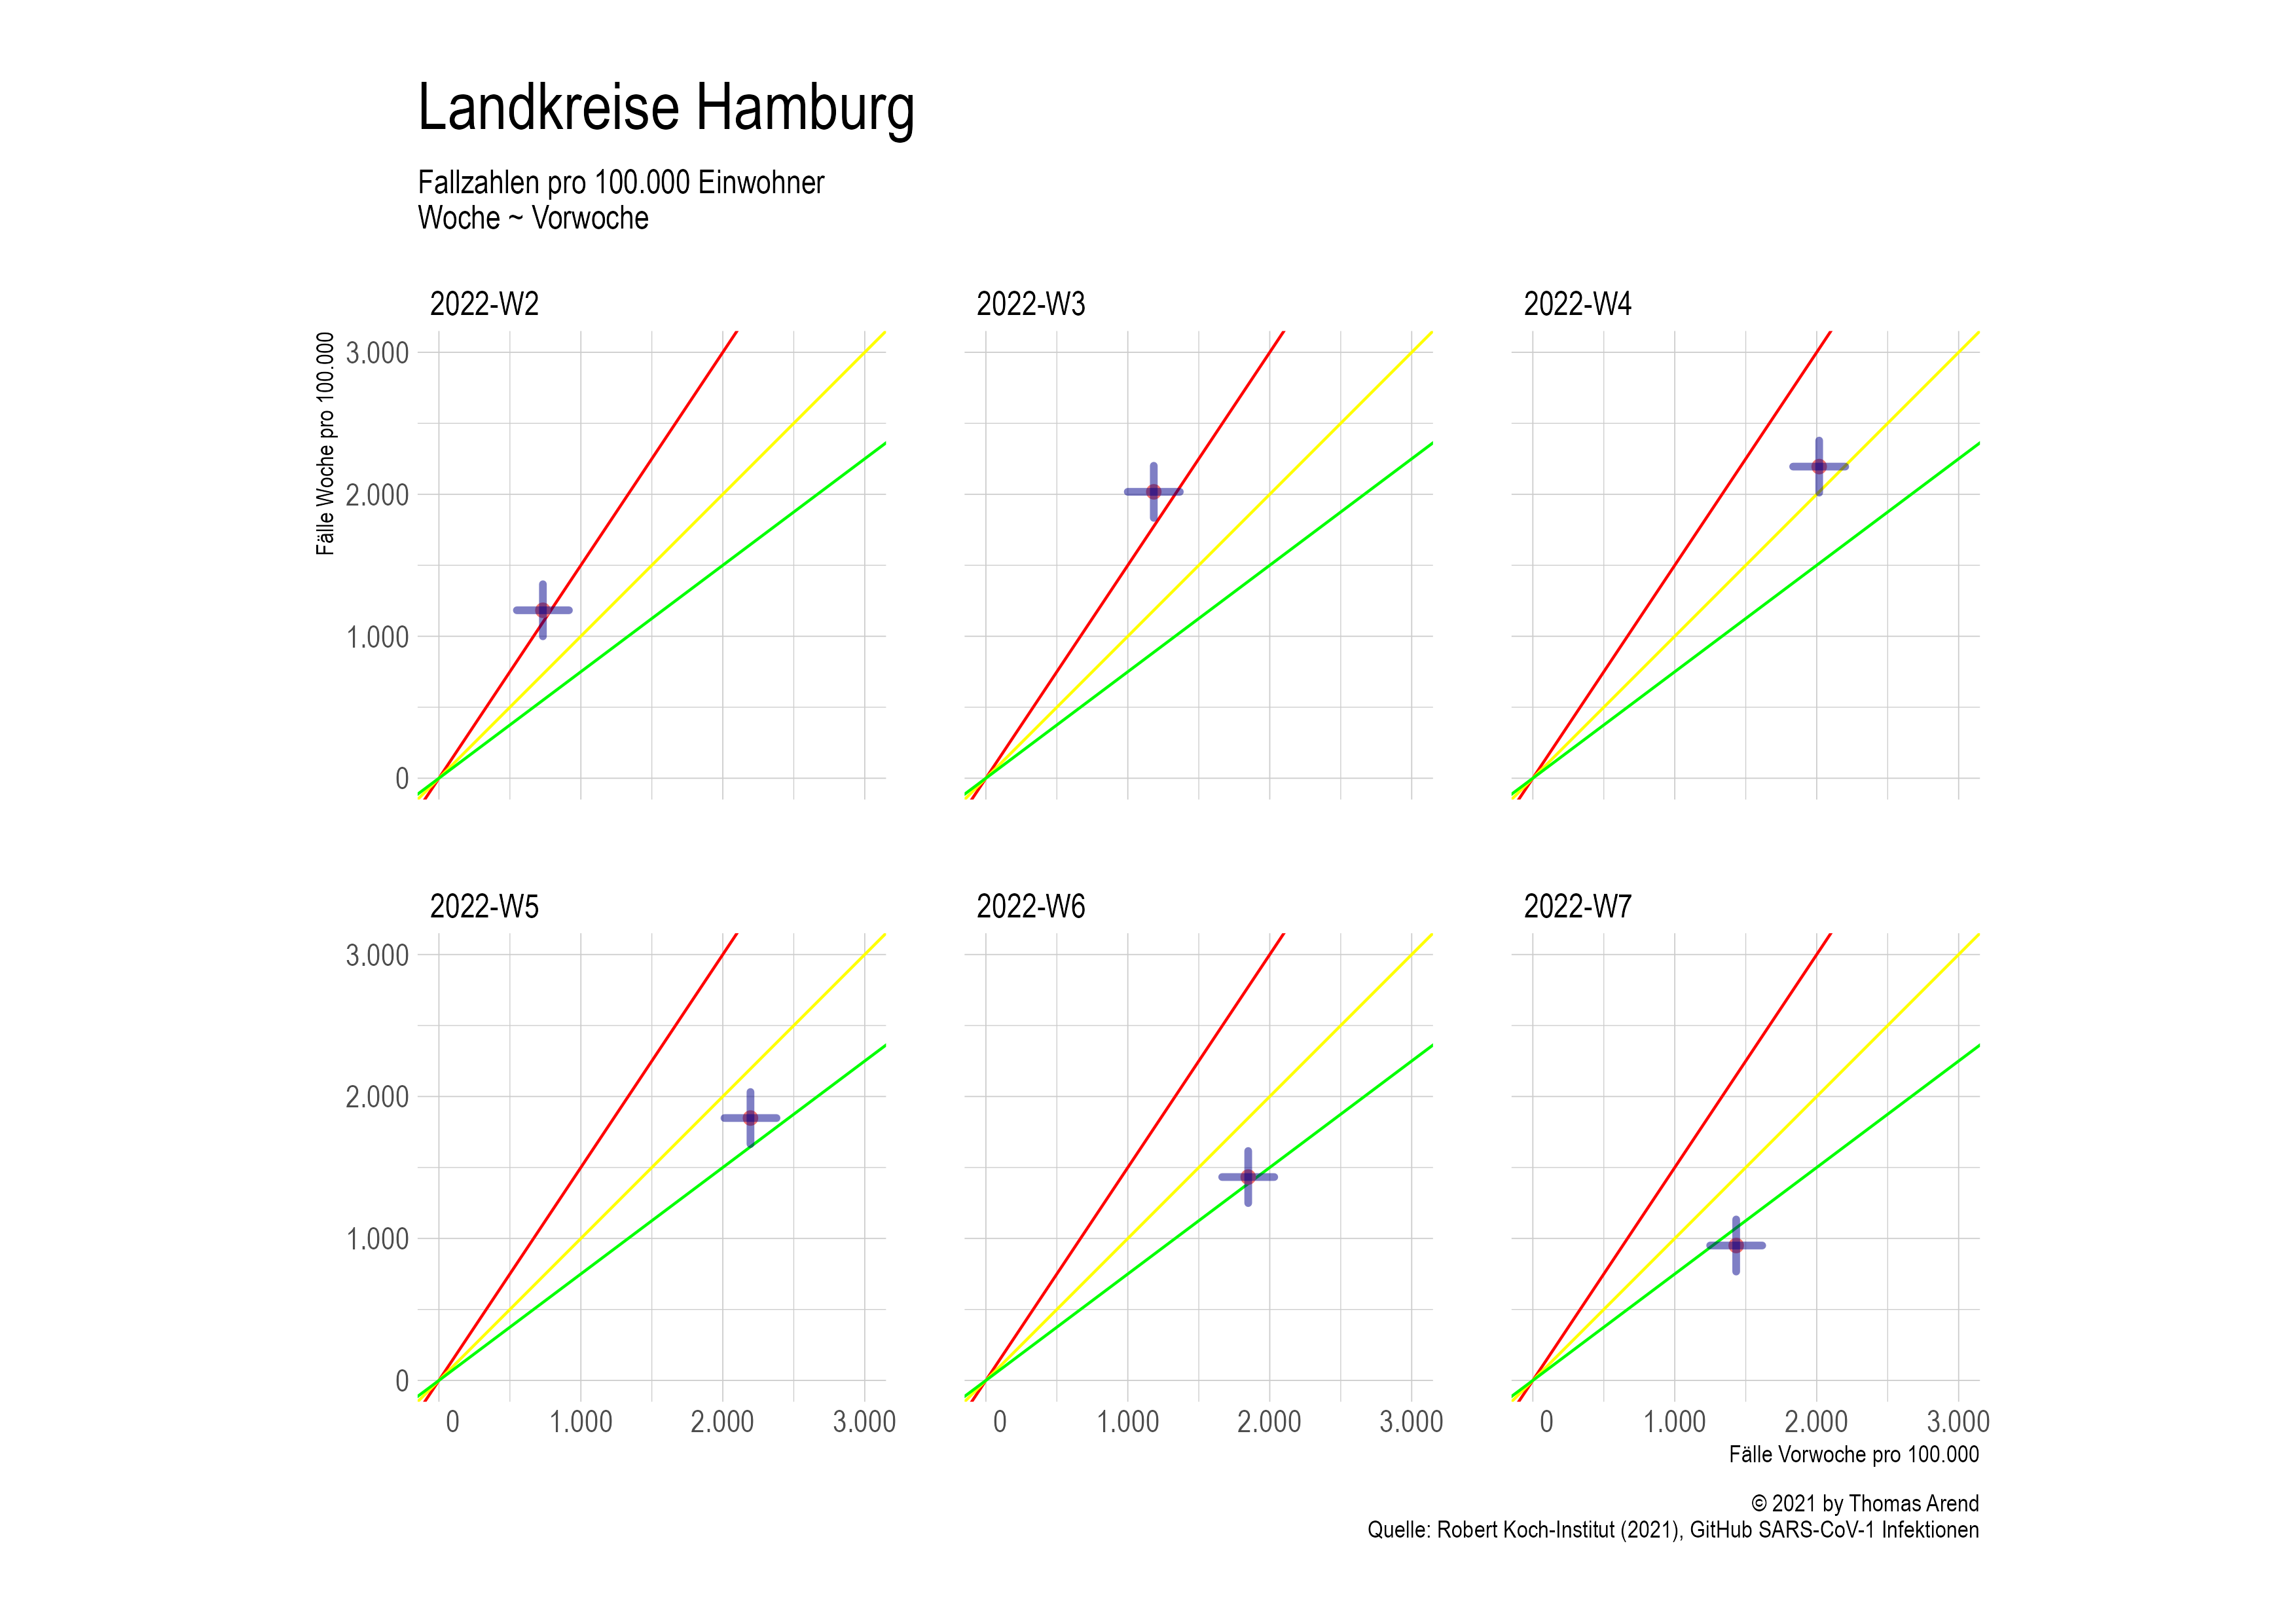 Landkreise Hamburg
Fallzahlen pro 100.000 Einwohner
Woche ~ Vorwoche
2022-W2
2022-W3
2022-W4
Fälle Woche pro 100.000
3.000
2.000
1.000
0
2022-W5
2022-W6
2022-W7
3.000
2.000
1.000
0
0 1.000 2.000 3.000
0 1.000 2.000 3.000
0 1.000 2.000 3.000
Fälle Vorwoche pro 100.000
© 2021 by Thomas Arend
Quelle: Robert Koch-Institut (2021), GitHub SARS-CoV-1 Infektionen